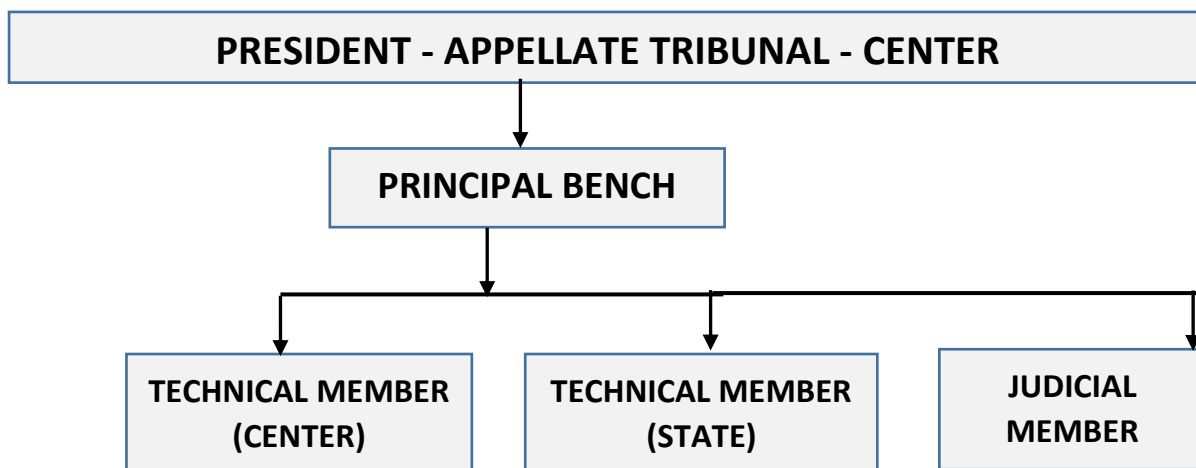 PRESIDENT - APPELLATE TRIBUNAL - CENTER
PRINCIPAL BENCH
TECHNICAL MEMBER
(CENTER)
TECHNICAL MEMBER
(STATE)
JUDICIAL
MEMBER